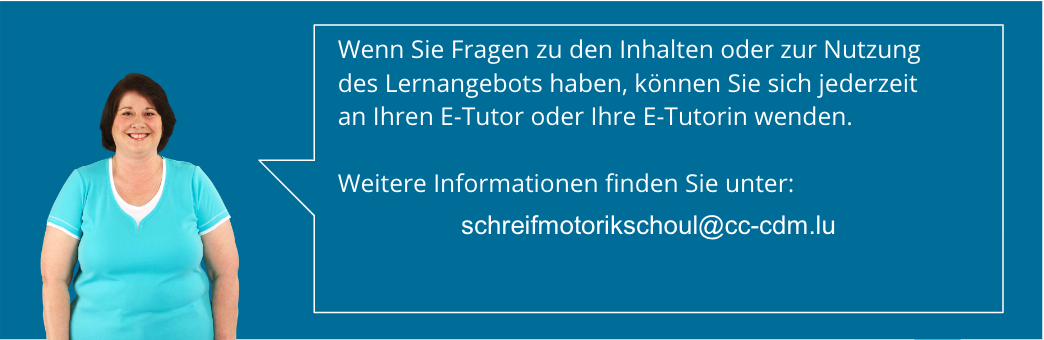 Wenn Sie Fragen zu den Inhalten oder zur Nutzung
des Lernangebots haben, können Sie sich jederzeit
an Ihren E-Tutor oder Ihre E-Tutorin wenden.
Weitere Informationen finden Sie unter:
schreifmotorikschoul@cc-cdm.lu